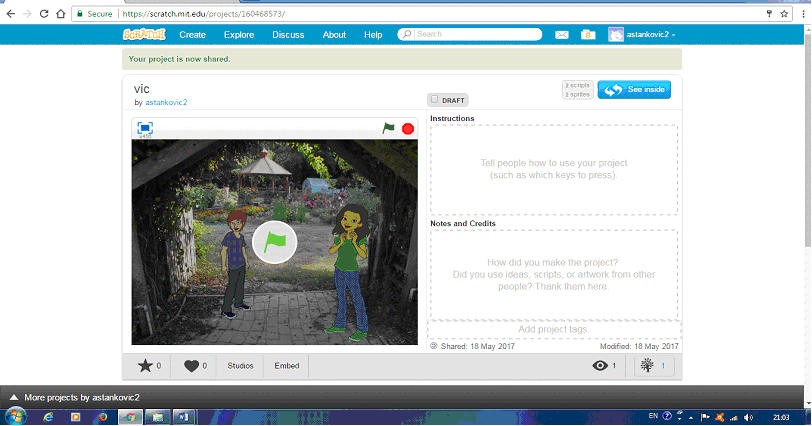 Secure https://scratch.mit.edu/projects/160468573/
SCRATCH Create Explore Discuss About Help Search astankovic2
Your project is now shared.
vic
by astankovic2
DRAFT
2 scripts
2 sprites
See inside
v458
Instructions
Tell people how to use your project
(such as which keys to press).
Notes and Credits
How did you make the project?
Did you use ideas, scripts, or artwork from other
people? Thank them here.
Add project tags.
Shared: 18 May 2017 Modified: 18 May 2017
0 0 Studios Embed 1 1
More projects by astankovic2
EN 21:03